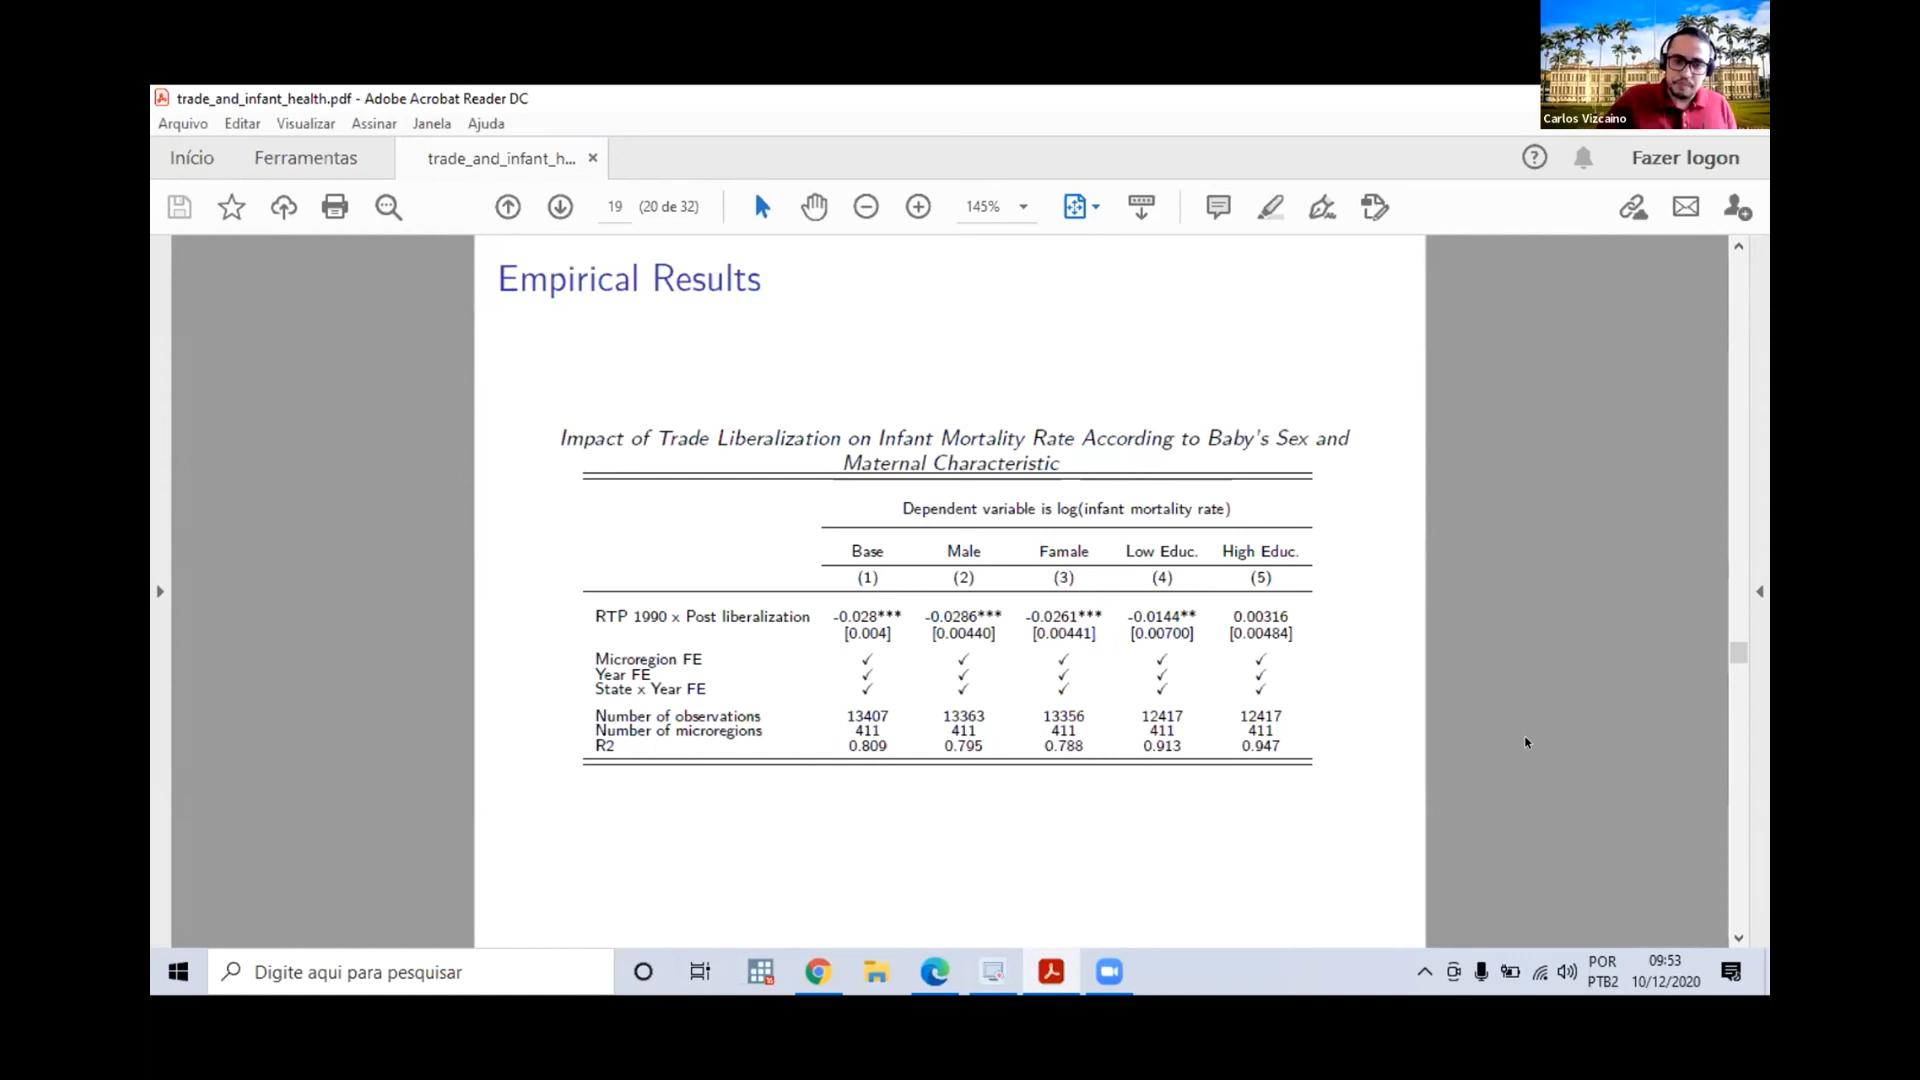 Carlos Vizcaino
trade_and_infant_health.pdf - Adobe Acrobat Reader DC
Arquivo Editar Visualizar Assinar Janela Ajuda
Início Ferramentas trade_and_infant_h... × Fazer logon
19 (20 de 32) 145%
Empirical Results
Impact of Trade Liberalization on Infant Mortality Rate According to Baby's Sex and
Maternal Characteristic
Dependent variable is log(infant mortality rate)
Base Male Famale Low Educ. High Educ.
(1) (2) (3) (4) (5)
RTP 1990 x Post liberalization -0.028*** -0.0286*** -0.0261*** -0.0144** 0.00316
[0.004] [0.00440] [0.00441] [0.00700] [0.00484]
Microregion FE ✓ ✓ ✓ ✓ ✓
Year FE ✓ ✓ ✓ ✓ ✓
State x Year FE ✓ ✓ ✓ ✓ ✓
Number of observations 13407 13363 13356 12417 12417
Number of microregions 411 411 411 411 411
R2 0.809 0.795 0.788 0.913 0.947
Digite aqui para pesquisar
POR 09:53
PTB2 10/12/2020